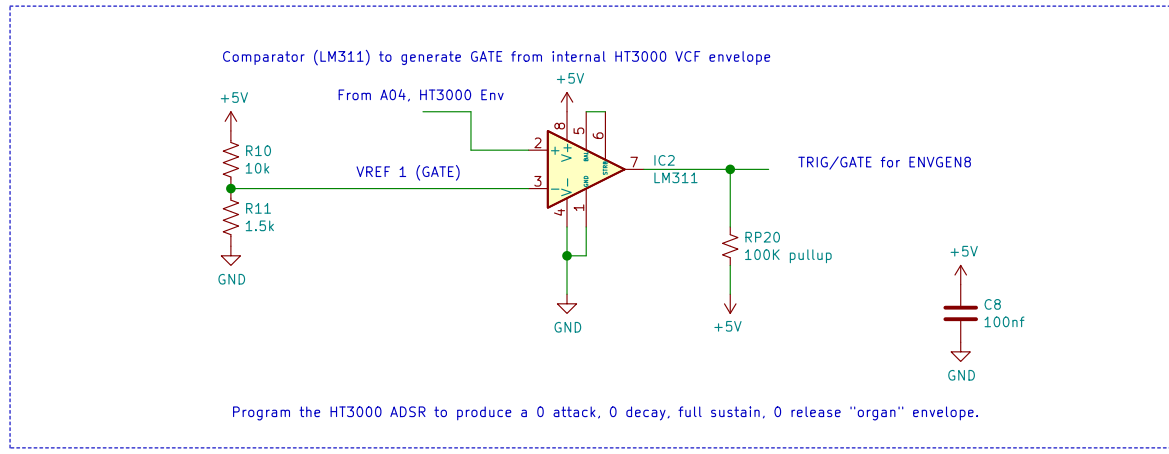 Comparator (LM311) to generate GATE from internal HT3000 VCF envelope
+5V
From A04, HT3000 Env
+5V
8
5
6
R10
10k
2
+
V+
BAL
STRB
7
IC2
LM311
TRIG/GATE for ENVGEN8
VREF 1 (GATE)
3
-
V-
GND
4
1
R11
1.5k
GND
RP20
100K pullup
+5V
GND
+5V
C8
100nf
GND
Program the HT3000 ADSR to produce a 0 attack, 0 decay, full sustain, 0 release "organ" envelope.